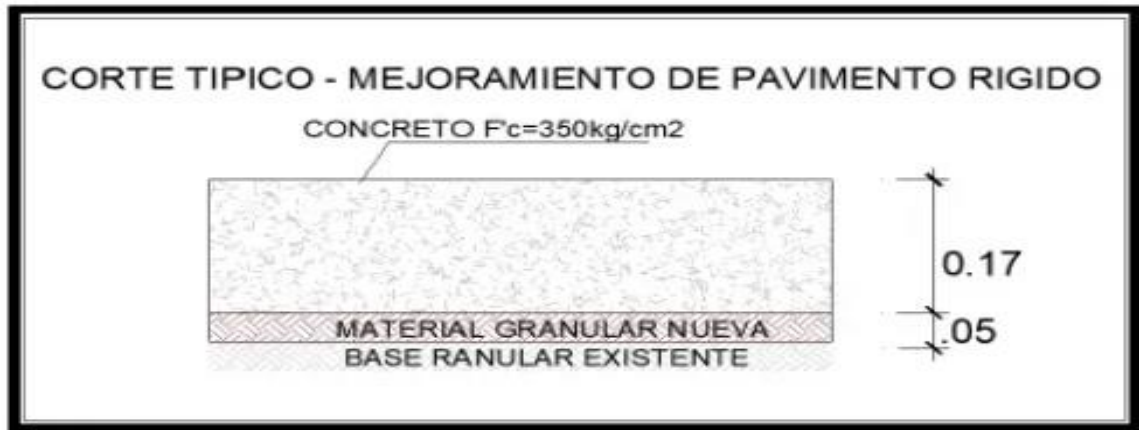 CORTE TIPICO - MEJORAMIENTO DE PAVIMENTO RIGIDO
CONCRETO F'c=350kg/cm2
0.17
MATERIAL GRANULAR NUEVA
.05
BASE RANULAR EXISTENTE